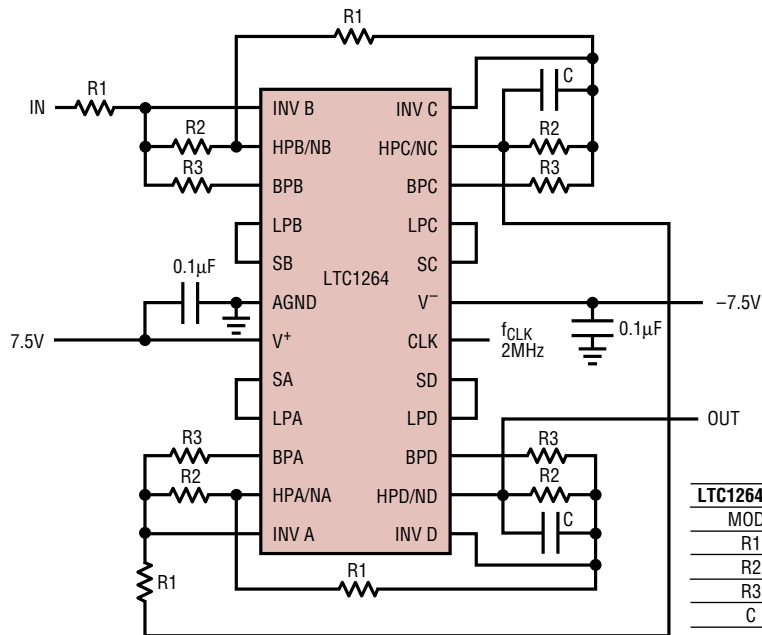 R1
R1
IN
INV B
INV C
C
R2
HPB/NB
HPC/NC
R2
R3
BPB
BPC
R3
LPB
LPC
SB
SC
0.1µF
LTC1264
AGND
V–
–7.5V
7.5V
V+
CLK
fCLK
2MHz
0.1µF
SA
SD
LPA
LPD
OUT
R3
BPA
BPD
R3
R2
HPA/NA
HPD/ND
R2
INV A
INV D
C
R1
R1
LTC1264
MOD
R1
R2
R3
C